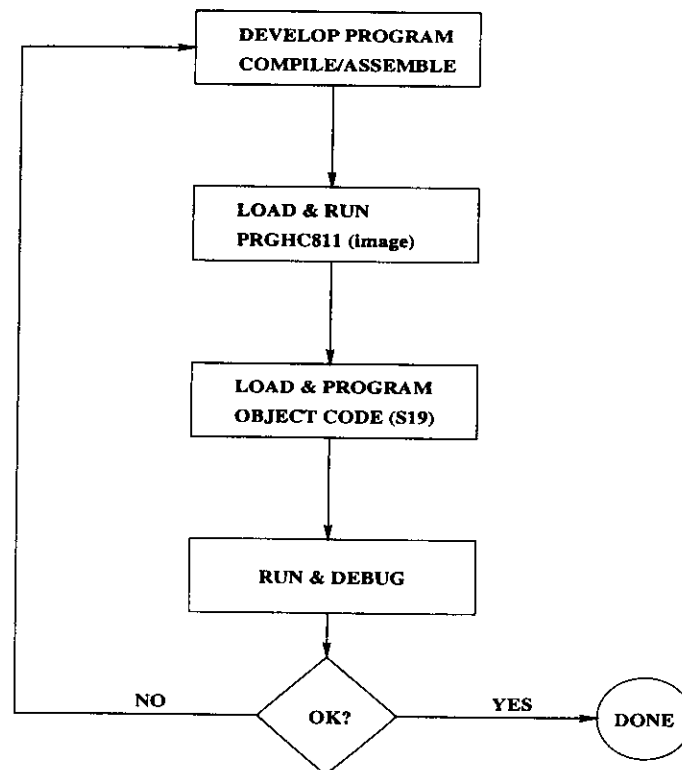 DEVELOP PROGRAM
COMPILE/ASSEMBLE
LOAD & RUN
PRGHC811 (image)
LOAD & PROGRAM
OBJECT CODE (S19)
RUN & DEBUG
NO
OK?
YES
DONE